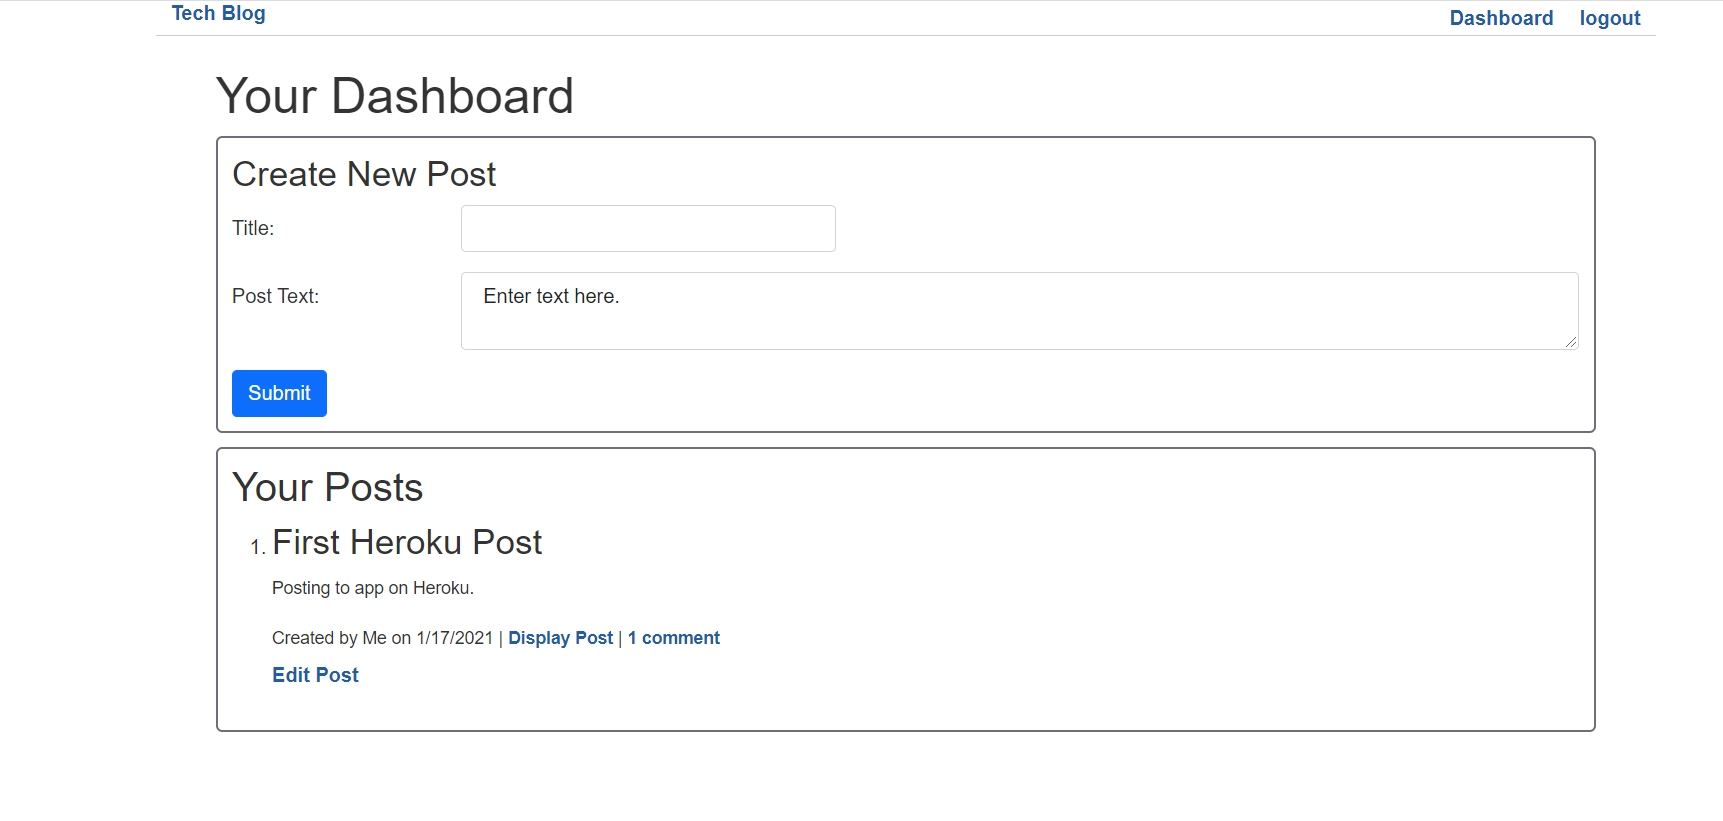 Tech Blog
Dashboard logout
Your Dashboard
Create New Post
Title:
Post Text: Enter text here.
Submit
Your Posts
1. First Heroku Post
Posting to app on Heroku.
Created by Me on 1/17/2021 | Display Post | 1 comment
Edit Post